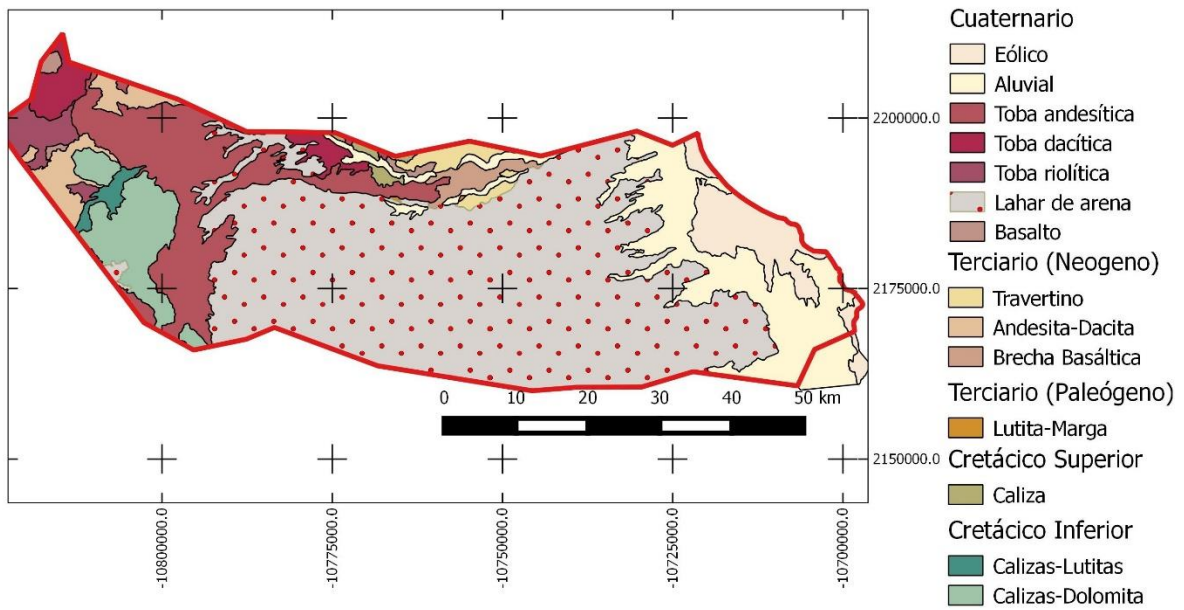 Cuaternario
Eólico
Aluvial
Toba andesítica
Toba dacítica
Toba riolítica
Lahar de arena
Basalto
Terciario (Neogeno)
Travertino
Andesita-Dacita
Brecha Basáltica
Terciario (Paleógeno)
Lutita-Marga
Cretácico Superior
Caliza
Cretácico Inferior
Calizas-Lutitas
Calizas-Dolomita
2200000.0
2175000.0
2150000.0
0 10 20 30 40 50 km
-10800000.0
-10775000.0
-10750000.0
-10725000.0
-10700000.0